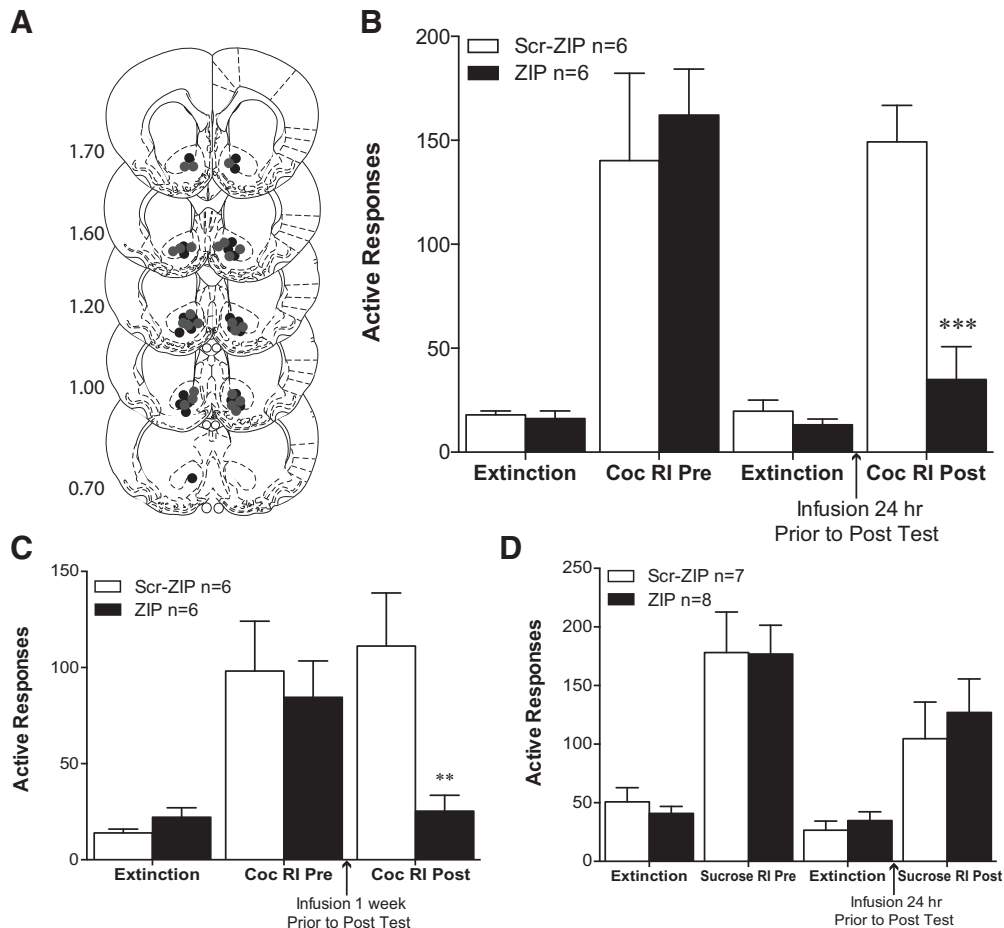 A
1.70
1.60
1.20
1.00
0.70
B
Scr-ZIP n=6
ZIP n=6
Active Responses
200
150
100
50
0
***
Extinction
Coc RI Pre
Extinction
Coc RI Post
Infusion 24 hr
Prior to Post Test
C
Scr-ZIP n=6
ZIP n=6
Active Responses
150
100
50
0
**
Extinction
Coc RI Pre
Coc RI Post
Infusion 1 week
Prior to Post Test
D
Scr-ZIP n=7
ZIP n=8
Active Responses
250
200
150
100
50
0
Extinction
Sucrose RI Pre
Extinction
Sucrose RI Post
Infusion 24 hr
Prior to Post Test